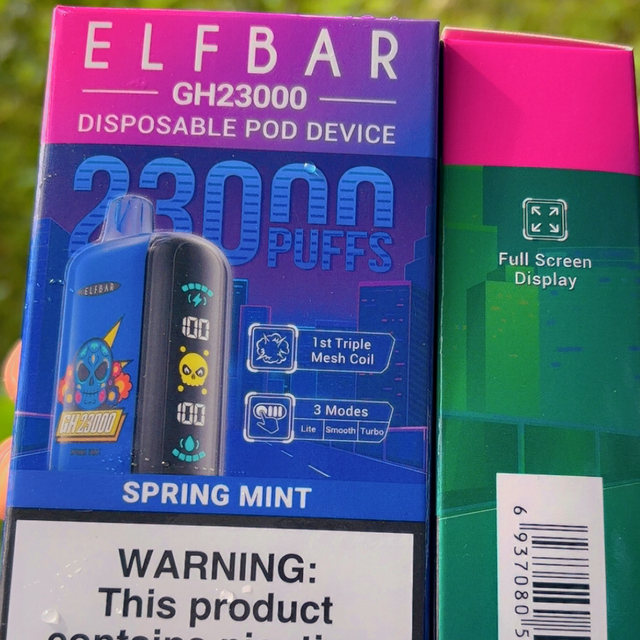 ELFBAR
GH23000
DISPOSABLE POD DEVICE
23000
PUFFS
ELFBAR
100
100
GH23000
1st Triple
Mesh Coil
3 Modes
Lite Smooth Turbo
SPRING MINT
WARNING:
This product
contains
Full Screen
Display
6 937080